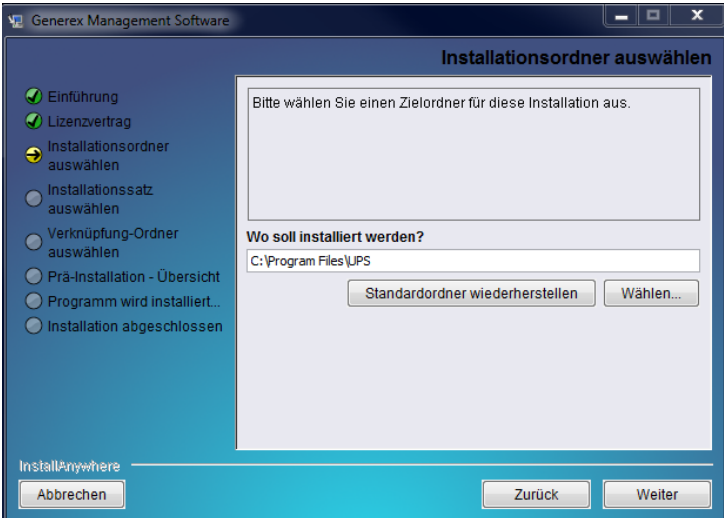 Generex Management Software
Installationsordner auswählen
Einführung
Lizenzvertrag
Installationsordner
auswählen
Installationssatz
auswählen
Verknüpfung-Ordner
auswählen
Prä-Installation - Übersicht
Programm wird installiert...
Installation abgeschlossen
Bitte wählen Sie einen Zielordner für diese Installation aus.
Wo soll installiert werden?
C:\Program Files\UPS
Standardordner wiederherstellen
Wählen...
InstallAnywhere
Abbrechen
Zurück
Weiter